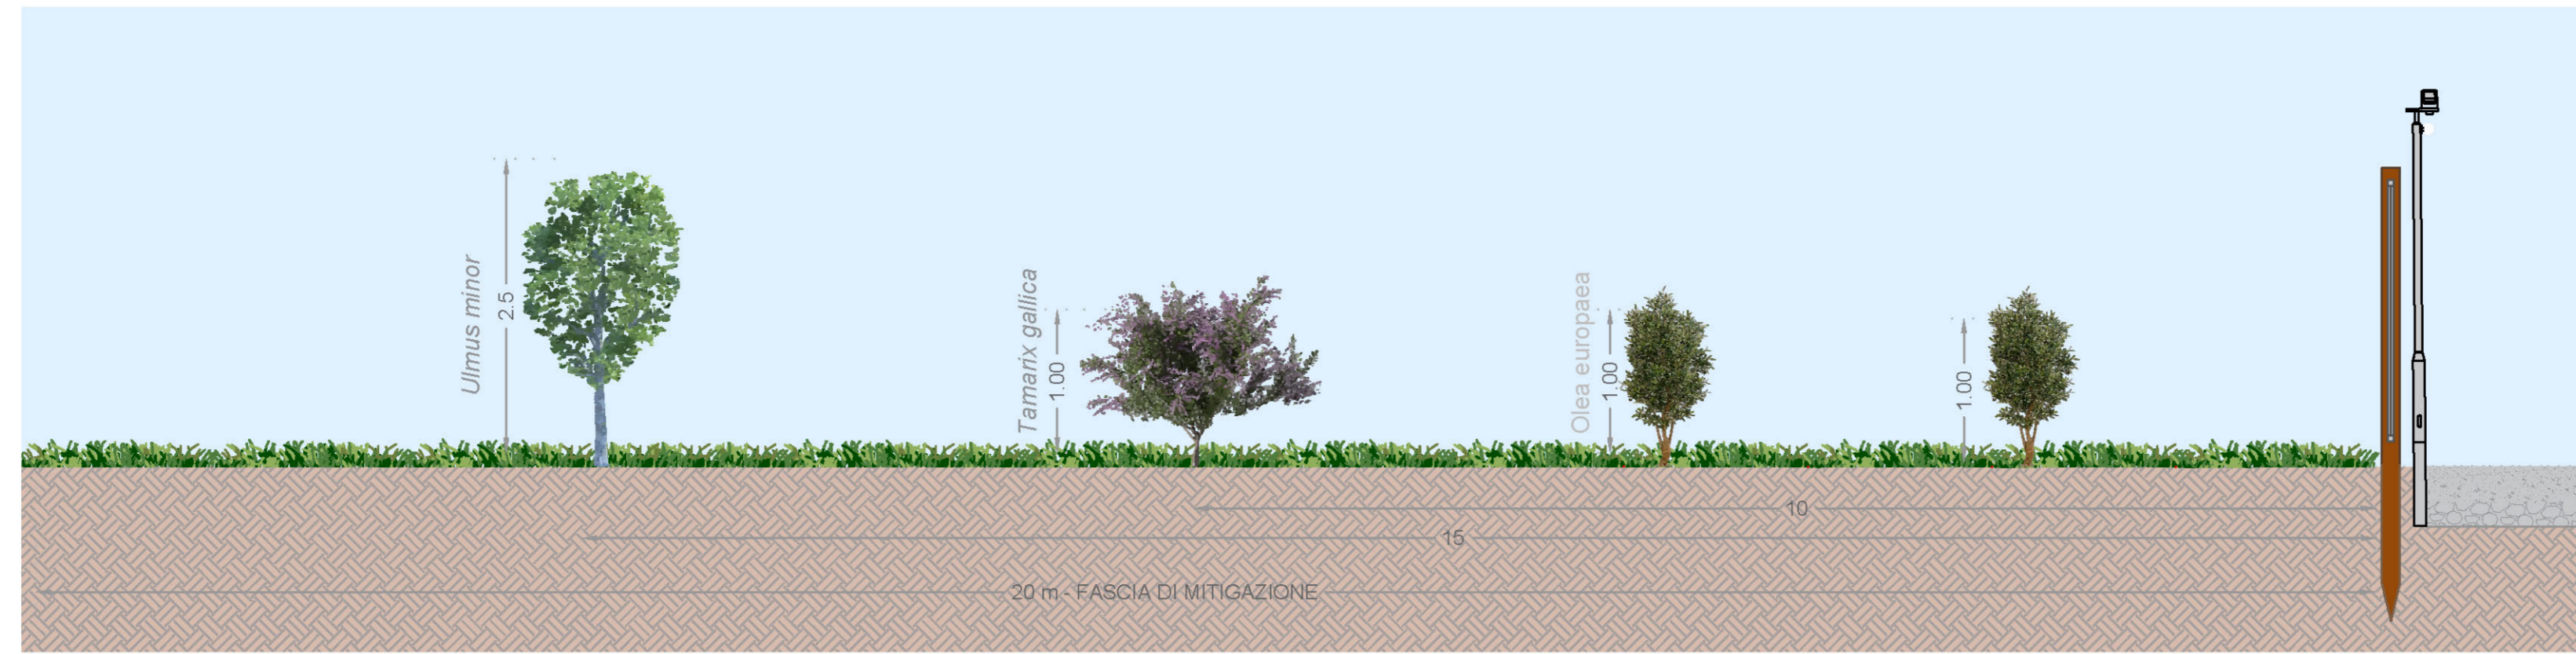 Ulmus minor
2.5
Tamarix gallica
1.00
Olea europaea
1.00
1.00
10
15
20 m - FASCIA DI MITIGAZIONE